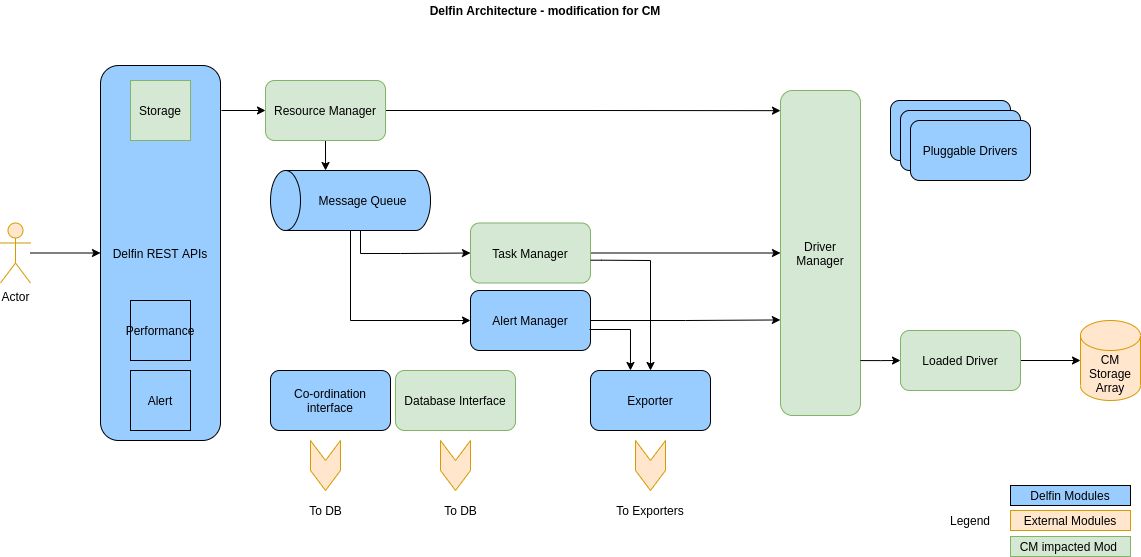 Delfin Architecture - modification for CM
Storage
Resource Manager
Pluggable Drivers
Message Queue
Delfin REST APIs
Task Manager
Driver
Manager
Actor
Performance
Alert Manager
Loaded Driver
CM
Storage
Array
Alert
Co-ordination
interface
Database Interface
Exporter
To DB
To DB
To Exporters
Legend
Delfin Modules
External Modules
CM impacted Mod